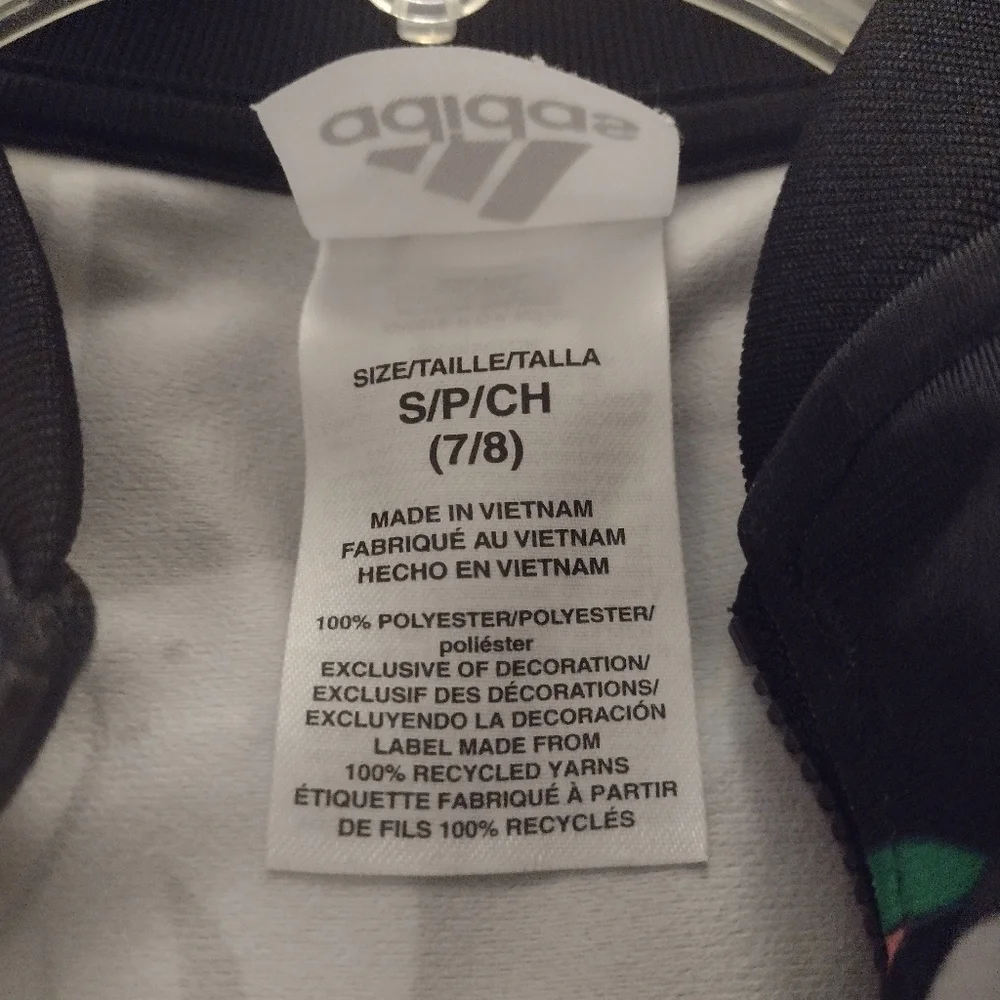 adidas
SIZE/TAILLE/TALLA
S/P/CH
(7/8)
MADE IN VIETNAM
FABRIQUÉ AU VIETNAM
HECHO EN VIETNAM
100% POLYESTER/POLYESTER/
poliéster
EXCLUSIVE OF DECORATION/
EXCLUSIF DES DÉCORATIONS/
EXCLUYENDO LA DECORACIÓN
LABEL MADE FROM
100% RECYCLED YARNS
ÉTIQUETTE FABRIQUÉ À PARTIR
DE FILS 100% RECYCLÉS